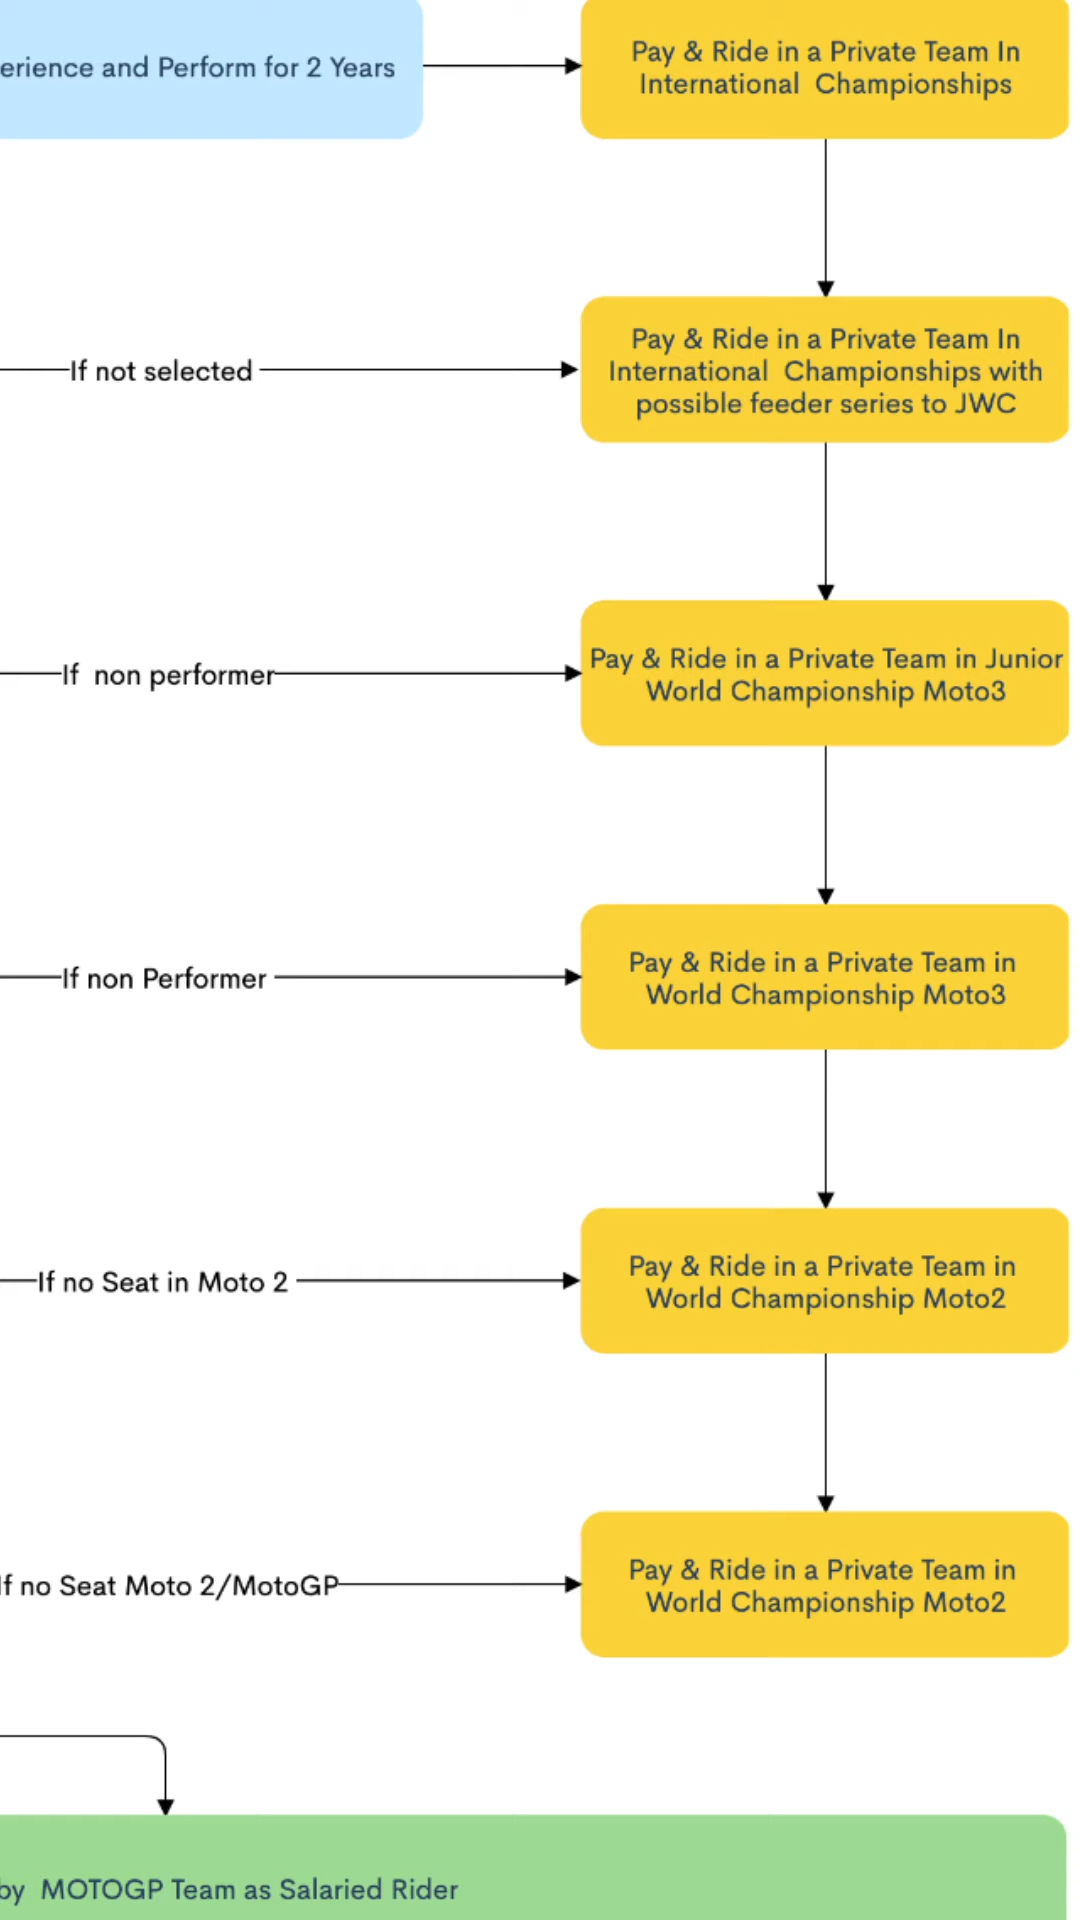 erience and Perform for 2 Years
Pay & Ride in a Private Team In
International  Championships
If not selected
Pay & Ride in a Private Team In
International  Championships with
possible feeder series to JWC
If  non performer
Pay & Ride in a Private Team in Junior
World Championship Moto3
If non Performer
Pay & Ride in a Private Team in
World Championship Moto3
If no Seat in Moto 2
Pay & Ride in a Private Team in
World Championship Moto2
If no Seat Moto 2/MotoGP
Pay & Ride in a Private Team in
World Championship Moto2
by  MOTOGP Team as Salaried Rider